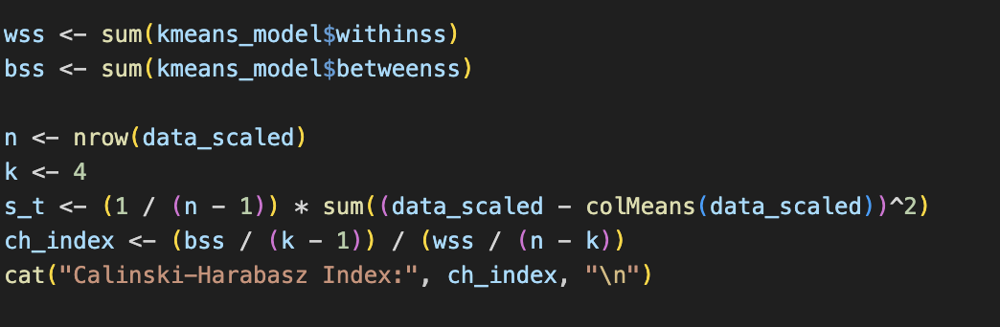 wss <- sum(kmeans_model$withinss)
bss <- sum(kmeans_model$betweenss)
n <- nrow(data_scaled)
k <- 4
s_t <- (1 / (n - 1)) * sum((data_scaled - colMeans(data_scaled))^2)
ch_index <- (bss / (k - 1)) / (wss / (n - k))
cat("Calinski-Harabasz Index:", ch_index, "\n")